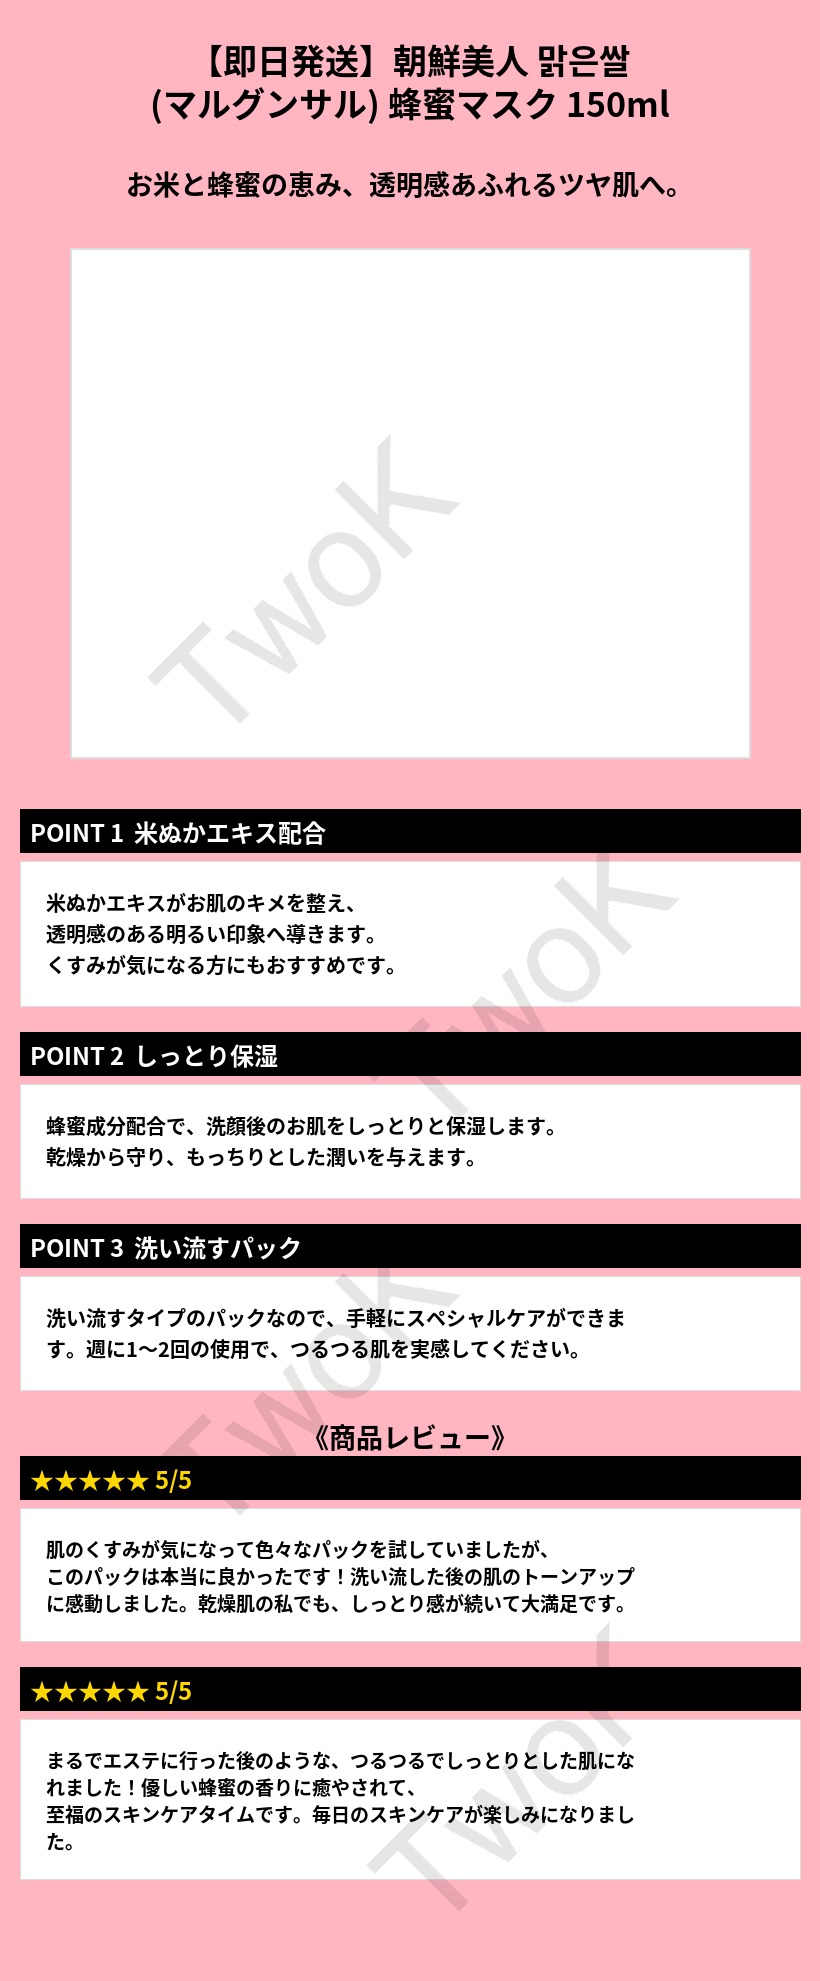 【即日発送】朝鮮美人 맑은쌀
(マルグンサル) 蜂蜜マスク 150ml
お米と蜂蜜の恵み、透明感あふれるツヤ肌へ。
TwoK
POINT 1 米ぬかエキス配合
米ぬかエキスがお肌のキメを整え、
透明感のある明るい印象へ導きます。
くすみが気になる方にもおすすめです。
TwoK
POINT 2 しっとり保湿
蜂蜜成分配合で、洗顔後のお肌をしっとりと保湿します。
乾燥から守り、もっちりとした潤いを与えます。
POINT 3 洗い流すパック
洗い流すタイプのパックなので、手軽にスペシャルケアができま
す。週に1〜2回の使用で、つるつる肌を実感してください。
TwoK
《商品レビュー》
★★★★★ 5/5
肌のくすみが気になって色々なパックを試していましたが、
このパックは本当に良かったです！洗い流した後の肌のトーンアップ
に感動しました。乾燥肌の私でも、しっとり感が続いて大満足です。
★★★★★ 5/5
まるでエステに行った後のような、つるつるでしっとりとした肌にな
れました！優しい蜂蜜の香りに癒やされて、
至福のスキンケアタイムです。毎日のスキンケアが楽しみになりまし
た。
TwoK